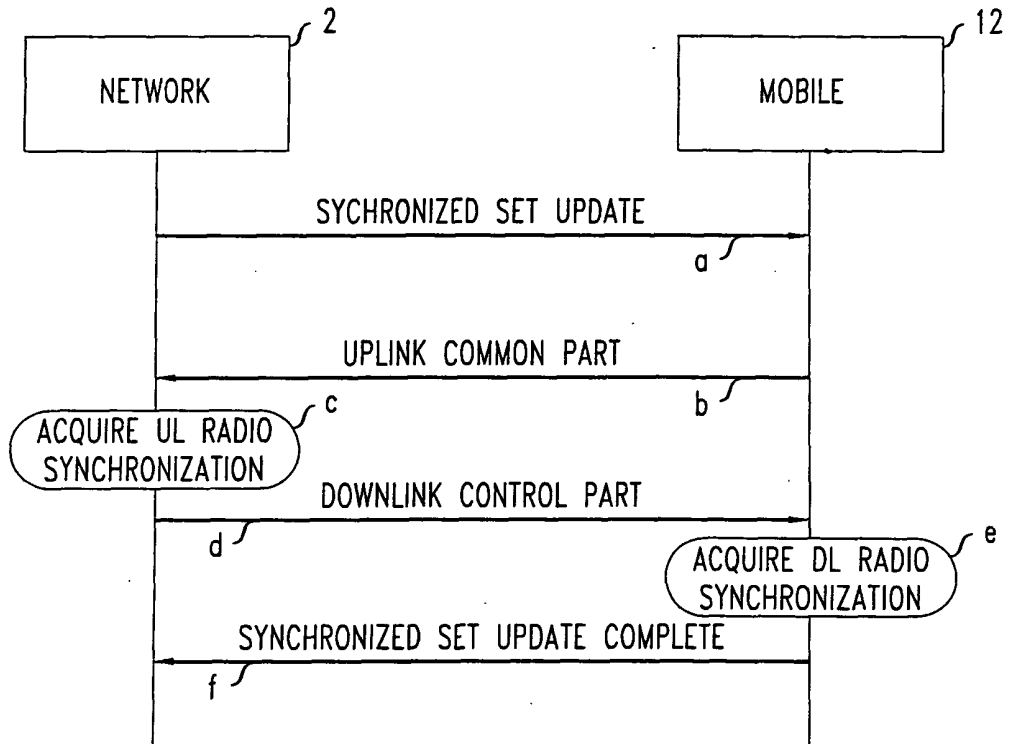 2
12
NETWORK
MOBILE
SYCHRONIZED SET UPDATE
a
UPLINK COMMON PART
b
c
ACQUIRE UL RADIO
SYNCHRONIZATION
DOWNLINK CONTROL PART
d
e
ACQUIRE DL RADIO
SYNCHRONIZATION
SYNCHRONIZED SET UPDATE COMPLETE
f